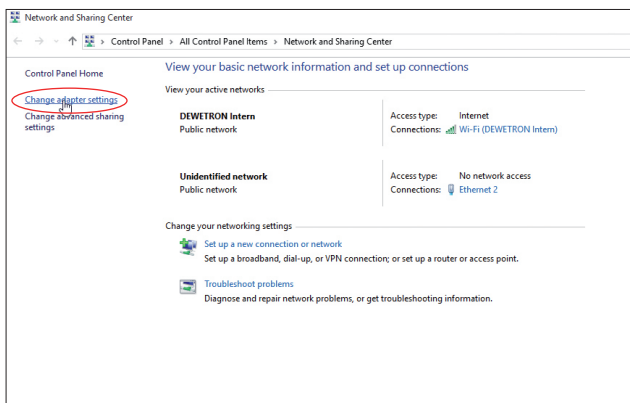 Network and Sharing Center
Control Panel > All Control Panel Items > Network and Sharing Center
Control Panel Home
Change adapter settings
Change advanced sharing
settings
View your basic network information and set up connections
View your active networks
DEWETRON Intern
Public network
Access type: Internet
Connections: Wi-Fi (DEWETRON Intern)
Unidentified network
Public network
Access type: No network access
Connections: Ethernet 2
Change your networking settings
Set up a new connection or network
Set up a broadband, dial-up, or VPN connection; or set up a router or access point.
Troubleshoot problems
Diagnose and repair network problems, or get troubleshooting information.